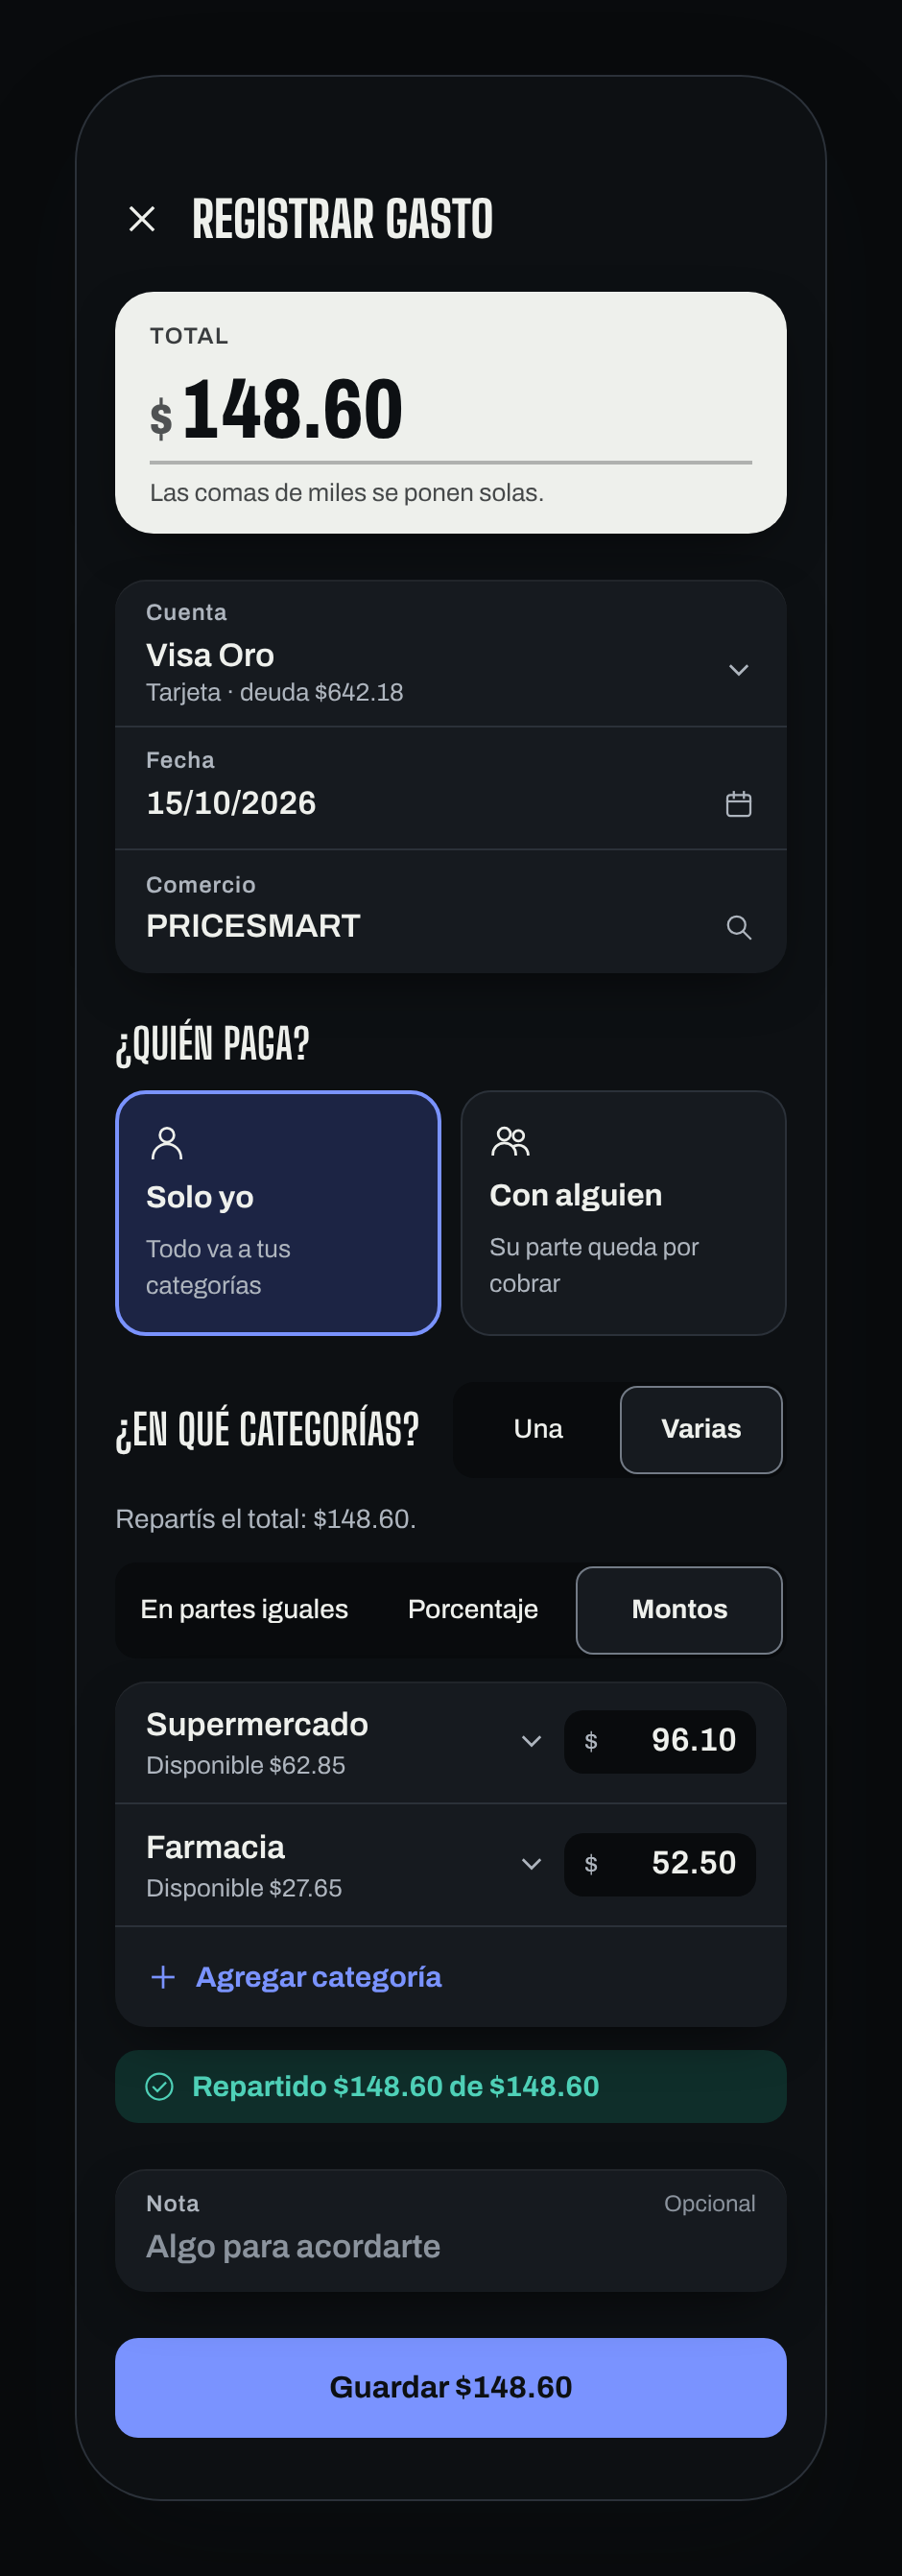 REGISTRAR GASTO
TOTAL
$ 148.60
Las comas de miles se ponen solas.
Cuenta
Visa Oro
Tarjeta · deuda $642.18
Fecha
15/10/2026
Comercio
PRICESMART
¿QUIÉN PAGA?
Solo yo
Todo va a tus
categorías
Con alguien
Su parte queda por
cobrar
¿EN QUÉ CATEGORÍAS?
Una
Varias
Repartís el total: $148.60.
En partes iguales
Porcentaje
Montos
Supermercado
Disponible $62.85
$ 96.10
Farmacia
Disponible $27.65
$ 52.50
Agregar categoría
Repartido $148.60 de $148.60
Nota
Opcional
Algo para acordarte
Guardar $148.60